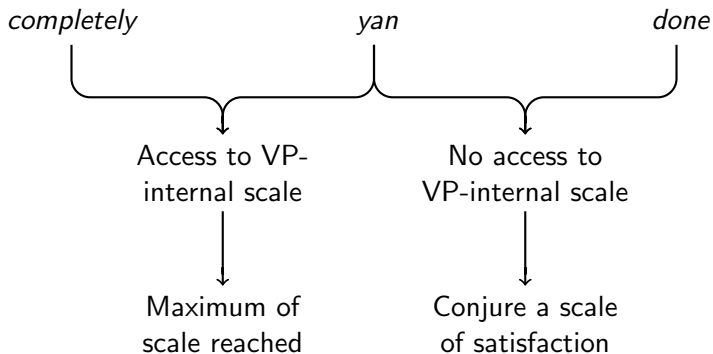 completely yan done
Access to VP-
internal scale
No access to
VP-internal scale
Maximum of
scale reached
Conjure a scale
of satisfaction